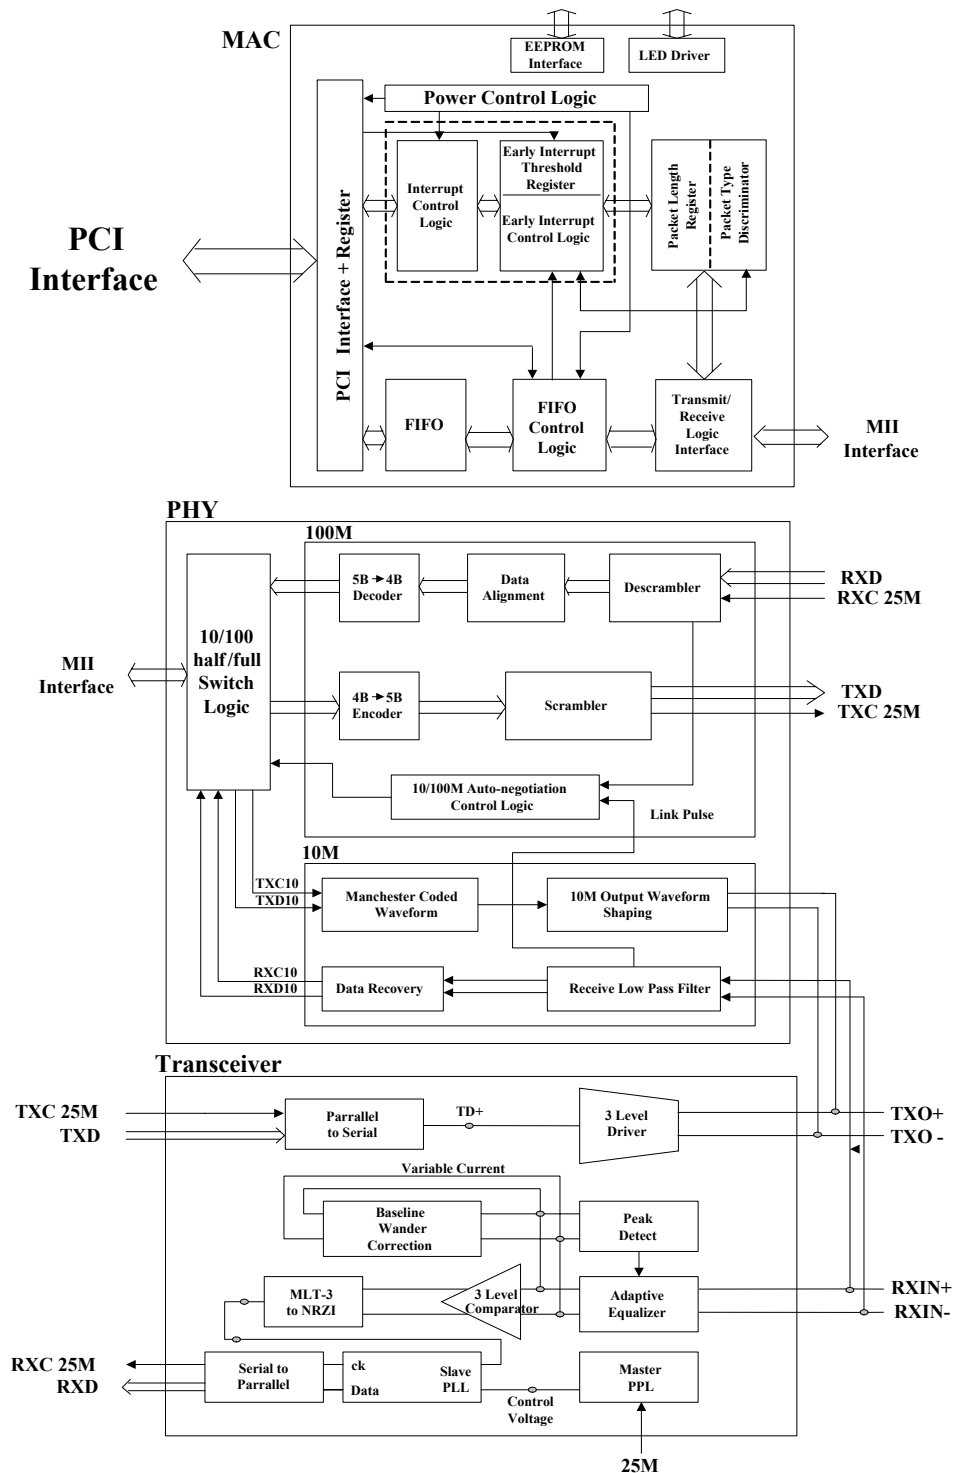 MAC
EEPROM
Interface
LED Driver
Power Control Logic
PCI Interface + Register
Interrupt
Control
Logic
Early Interrupt
Threshold
Register
Early Interrupt
Control Logic
Packet Length
Register
Packet Type
Discriminator
PCI
Interface
FIFO
FIFO
Control
Logic
Transmit/
Receive
Logic
Interface
MII
Interface
PHY
100M
5B 4B
Decoder
Data
Alignment
Descrambler
RXD
RXC 25M
10/100
half/full
Switch
Logic
MII
Interface
4B 5B
Encoder
Scrambler
TXD
TXC 25M
10/100M Auto-negotiation
Control Logic
Link Pulse
10M
TXC10
TXD10
Manchester Coded
Waveform
10M Output Waveform
Shaping
RXC10
RXD10
Data Recovery
Receive Low Pass Filter
Transceiver
TXC 25M
TXD
Parrallel
to Serial
TD+
3 Level
Driver
TXO+
TXO -
Variable Current
Baseline
Wander
Correction
Peak
Detect
MLT-3
to NRZI
3 Level
Comparator
Adaptive
Equalizer
RXIN+
RXIN-
RXC 25M
RXD
Serial to
Parrallel
ck
Data
Slave
PLL
Control
Voltage
Master
PPL
25M